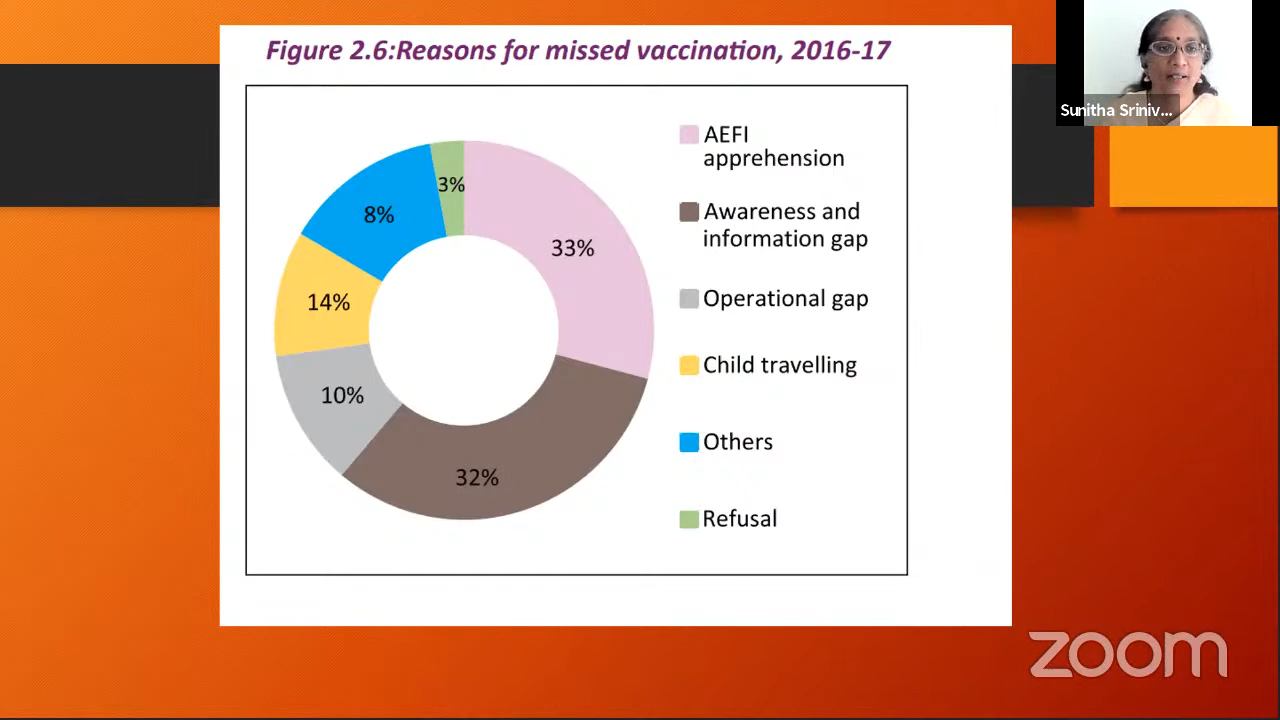 Figure 2.6:Reasons for missed vaccination, 2016-17
Sunitha Sriniv...
3%
8%
33%
14%
10%
32%
AEFI
apprehension
Awareness and
information gap
Operational gap
Child travelling
Others
Refusal
zoom